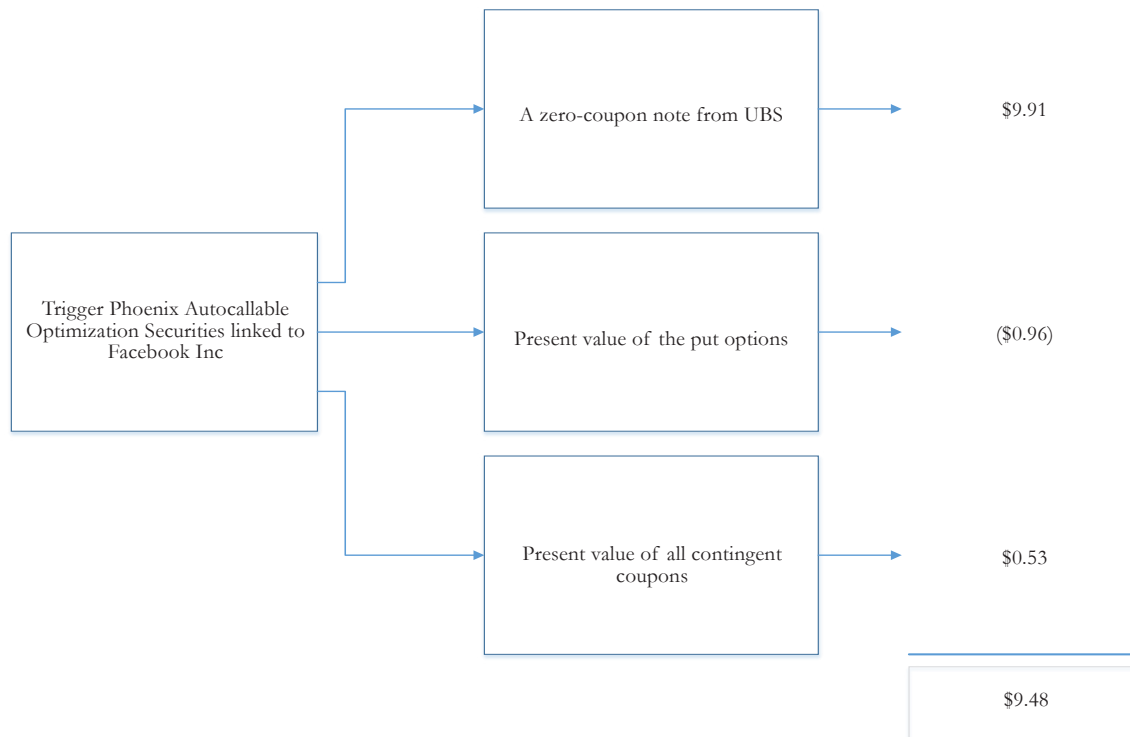 A zero-coupon note from UBS
$9.91
Trigger Phoenix Autocallable
Optimization Securities linked to
Facebook Inc
Present value of the put options
($0.96)
Present value of all contingent
coupons
$0.53
$9.48